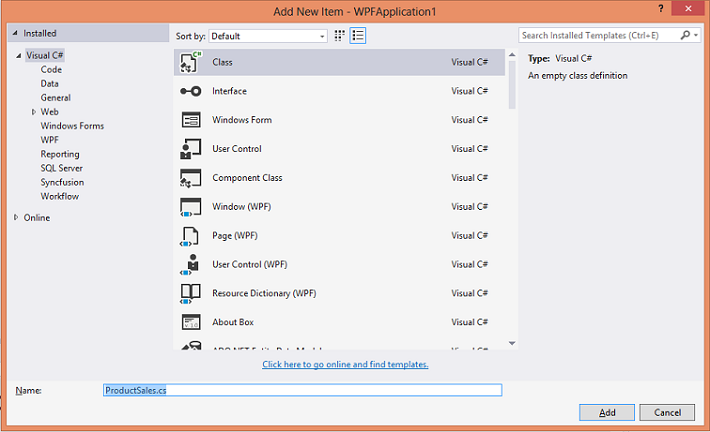 Add New Item - WPFApplication1
? ×
Installed
Sort by: Default
Search Installed Templates (Ctrl+E)
Visual C#
Code
Data
General
Web
Windows Forms
WPF
Reporting
SQL Server
Syncfusion
Workflow
Online
Class Visual C#
Interface Visual C#
Windows Form Visual C#
User Control Visual C#
Component Class Visual C#
Window (WPF) Visual C#
Page (WPF) Visual C#
User Control (WPF) Visual C#
Resource Dictionary (WPF) Visual C#
About Box Visual C#
Type: Visual C#
An empty class definition
Click here to go online and find templates.
Name: ProductSales.cs
Add Cancel